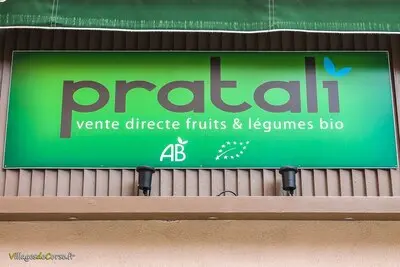 pratali
vente directe fruits & légumes bio
AB
VillagesdeCorse.fr